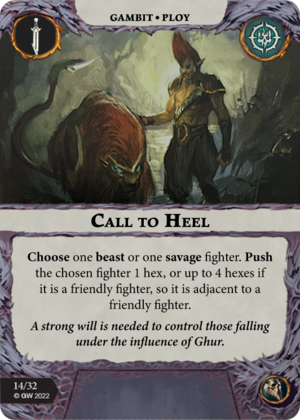 GAMBIT • PLOY
CALL TO HEEL
Choose one beast or one savage fighter. Push
the chosen fighter 1 hex, or up to 4 hexes if
it is a friendly fighter, so it is adjacent to a
friendly fighter.
A strong will is needed to control those falling
under the influence of Ghur.
14/32
© GW 2022